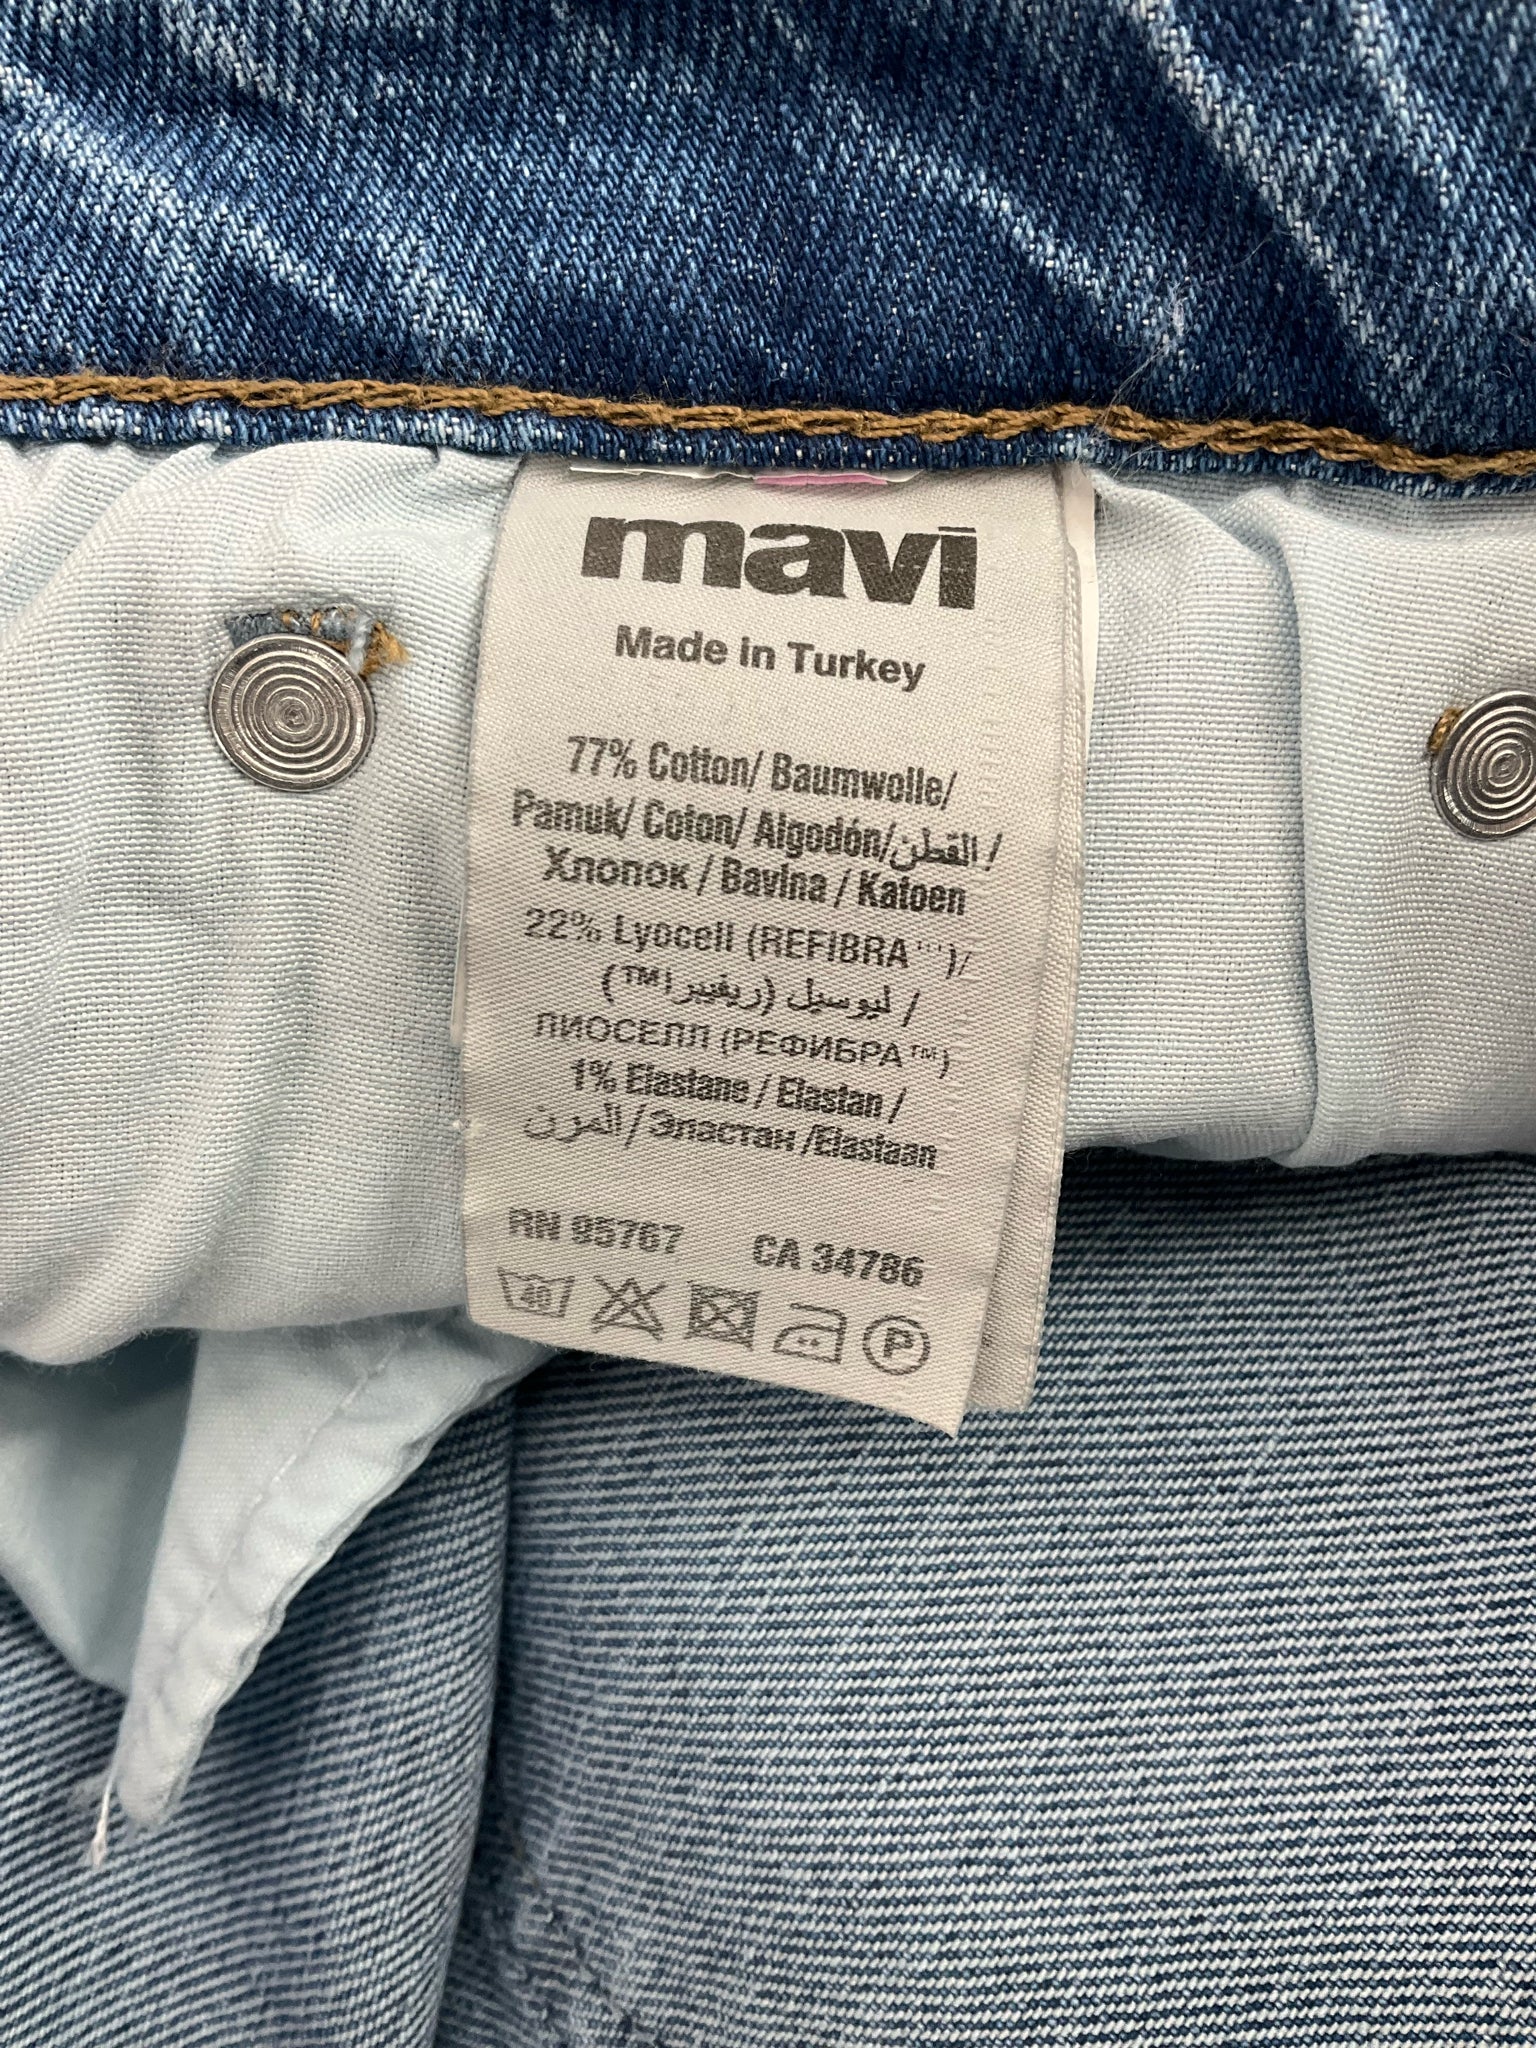 mavi
Made in Turkey
77% Cotton/ Baumwolle/
Pamuk/ Coton/ Algodón/القطن/
Хлопок / Bavlna / Katoen
22% Lyocell (REFIBRA™)/
ليوسيل (ريفيبرا™) /
ЛИОСЕЛЛ (РЕФИБРА™)
1% Elastane / Elastan /
المرن / Эластан /Elastaan
RN 95767 CA 34786
40 P